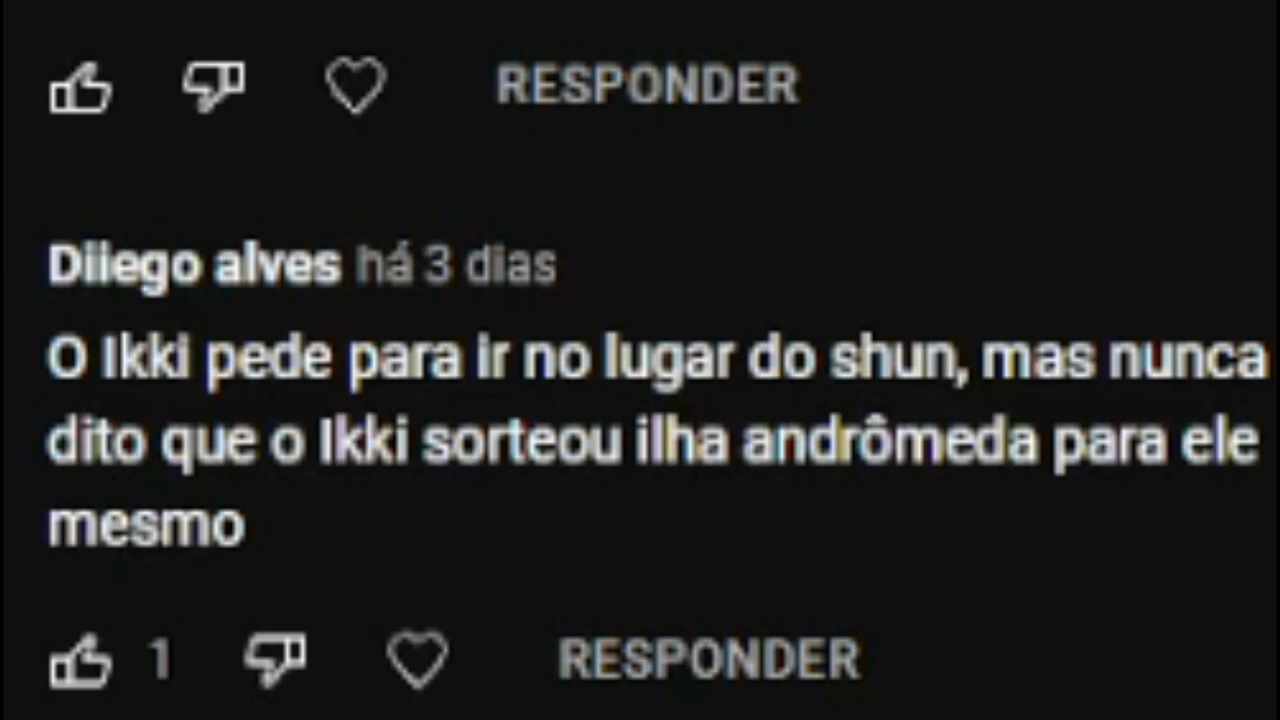 RESPONDER
Diiego alves há 3 dias
O Ikki pede para ir no lugar do shun, mas nunca
dito que o Ikki sorteou ilha andrômeda para ele
mesmo
1 RESPONDER